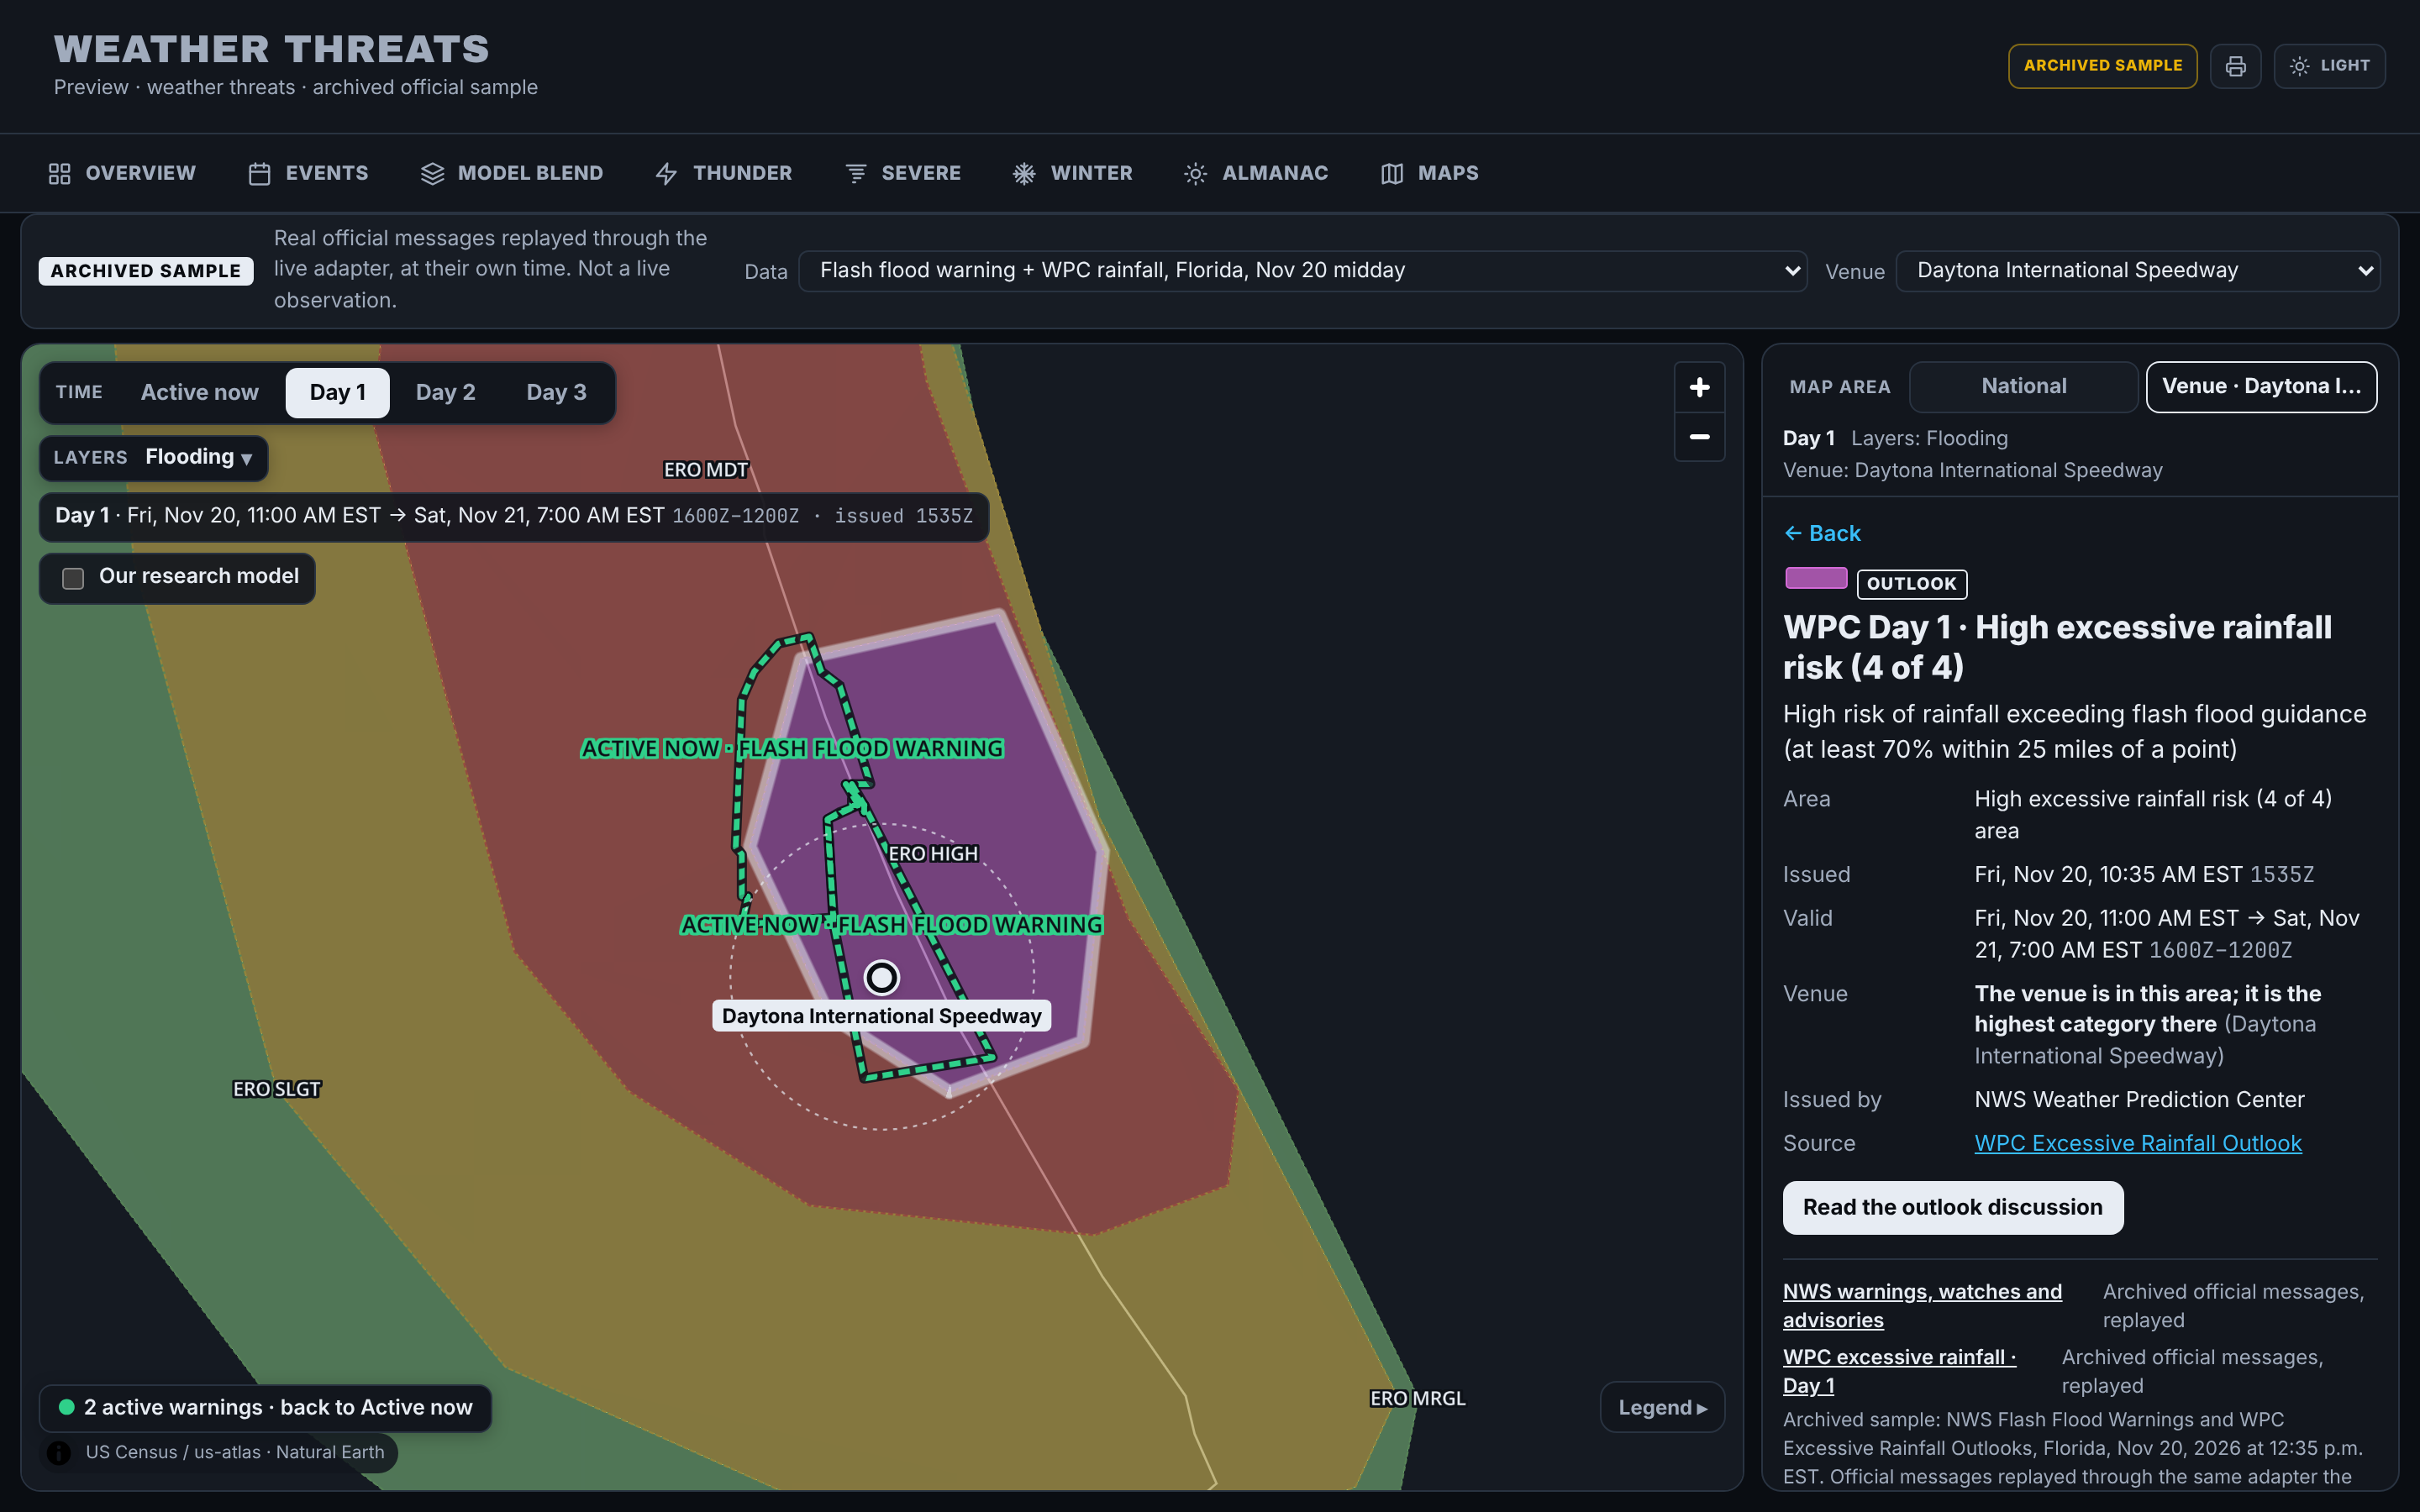 WEATHER THREATS
Preview · weather threats · archived official sample
ARCHIVED SAMPLE
LIGHT
OVERVIEW
EVENTS
MODEL BLEND
THUNDER
SEVERE
WINTER
ALMANAC
MAPS
ARCHIVED SAMPLE
Real official messages replayed through the
live adapter, at their own time. Not a live
observation.
Data
Flash flood warning + WPC rainfall, Florida, Nov 20 midday
Venue
Daytona International Speedway
TIME Active now Day 1 Day 2 Day 3
LAYERS Flooding ▾
Day 1 · Fri, Nov 20, 11:00 AM EST → Sat, Nov 21, 7:00 AM EST 1600Z–1200Z · issued 1535Z
Our research model
+
−
ERO MDT
ACTIVE NOW · FLASH FLOOD WARNING
ERO HIGH
ACTIVE NOW · FLASH FLOOD WARNING
Daytona International Speedway
ERO SLGT
ERO MRGL
2 active warnings · back to Active now
US Census / us-atlas · Natural Earth
Legend ▸
MAP AREA National Venue · Daytona I...
Day 1 Layers: Flooding
Venue: Daytona International Speedway
← Back
OUTLOOK
WPC Day 1 · High excessive rainfall
risk (4 of 4)
High risk of rainfall exceeding flash flood guidance
(at least 70% within 25 miles of a point)
Area High excessive rainfall risk (4 of 4)
area
Issued Fri, Nov 20, 10:35 AM EST 1535Z
Valid Fri, Nov 20, 11:00 AM EST → Sat, Nov
21, 7:00 AM EST 1600Z–1200Z
Venue The venue is in this area; it is the
highest category there (Daytona
International Speedway)
Issued by NWS Weather Prediction Center
Source WPC Excessive Rainfall Outlook
Read the outlook discussion
NWS warnings, watches and
advisories
Archived official messages,
replayed
WPC excessive rainfall ·
Day 1
Archived official messages,
replayed
Archived sample: NWS Flash Flood Warnings and WPC
Excessive Rainfall Outlooks, Florida, Nov 20, 2026 at 12:35 p.m.
EST. Official messages replayed through the same adapter the